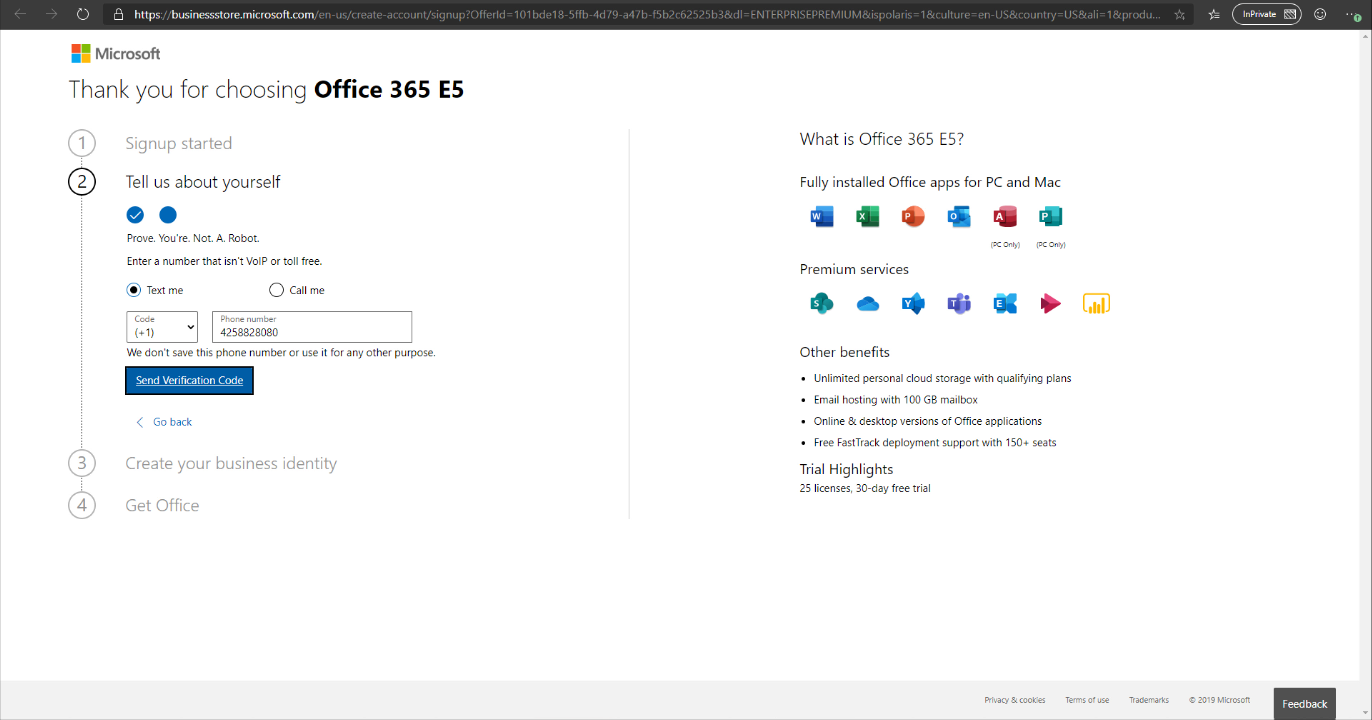 https://businessstore.microsoft.com/en-us/create-account/signup?OfferId=101bde18-5ffb-4d79-a47b-f5b2c62525b3&dl=ENTERPRISEPREMIUM&ispolaris=1&culture=en-US&country=US&ali=1&produ...
InPrivate
Microsoft
Thank you for choosing Office 365 E5
1 Signup started
2 Tell us about yourself
Prove. You're. Not. A. Robot.
Enter a number that isn't VoIP or toll free.
Text me Call me
Code Phone number
(+1) 4258828080
We don't save this phone number or use it for any other purpose.
Send Verification Code
Go back
3 Create your business identity
4 Get Office
What is Office 365 E5?
Fully installed Office apps for PC and Mac
W X P O A P
(PC Only) (PC Only)
Premium services
S Y T E
Other benefits
• Unlimited personal cloud storage with qualifying plans
• Email hosting with 100 GB mailbox
• Online & desktop versions of Office applications
• Free FastTrack deployment support with 150+ seats
Trial Highlights
25 licenses, 30-day free trial
Privacy & cookies Terms of use Trademarks © 2019 Microsoft
Feedback